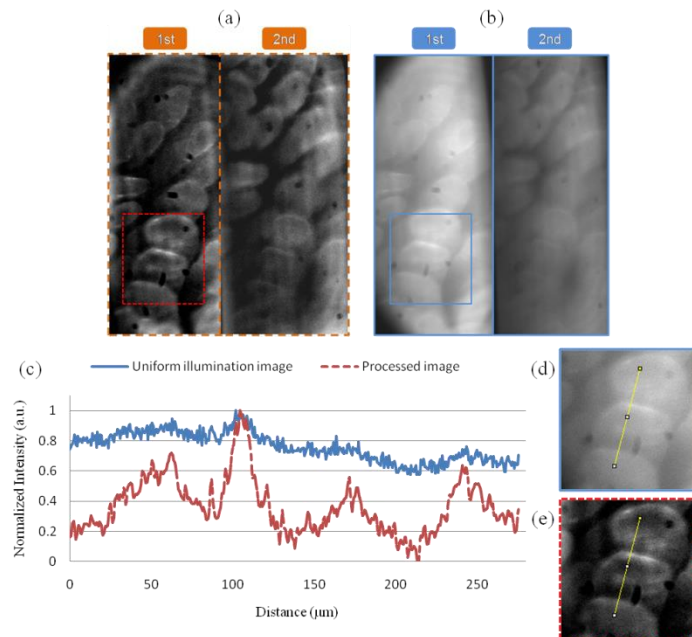 (a) (b)
1st 2nd 1st 2nd
(c) Uniform illumination image Processed image (d)
Normalized Intensity (a.u.)
1
0.8
0.6
0.4
0.2
0
0 50 100 150 200 250
Distance (µm)
(e)